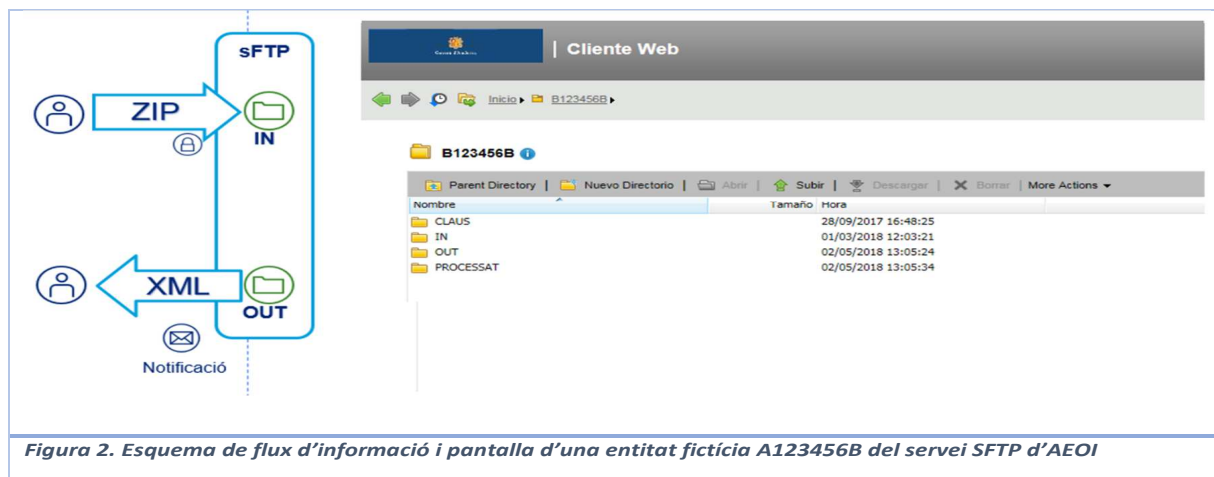 sFTP
ZIP
IN
XML
OUT
Notificació
| Cliente Web
Inicio B123456B
B123456B
Parent Directory | Nuevo Directorio | Abrir | Subir | Descargar | Borrar | More Actions
Nombre Tamaño Hora
CLAUS 28/09/2017 16:48:25
IN 01/03/2018 12:03:21
OUT 02/05/2018 13:05:24
PROCESSAT 02/05/2018 13:05:34
Figura 2. Esquema de flux d’informació i pantalla d’una entitat fictícia A123456B del servei SFTP d’AEOI